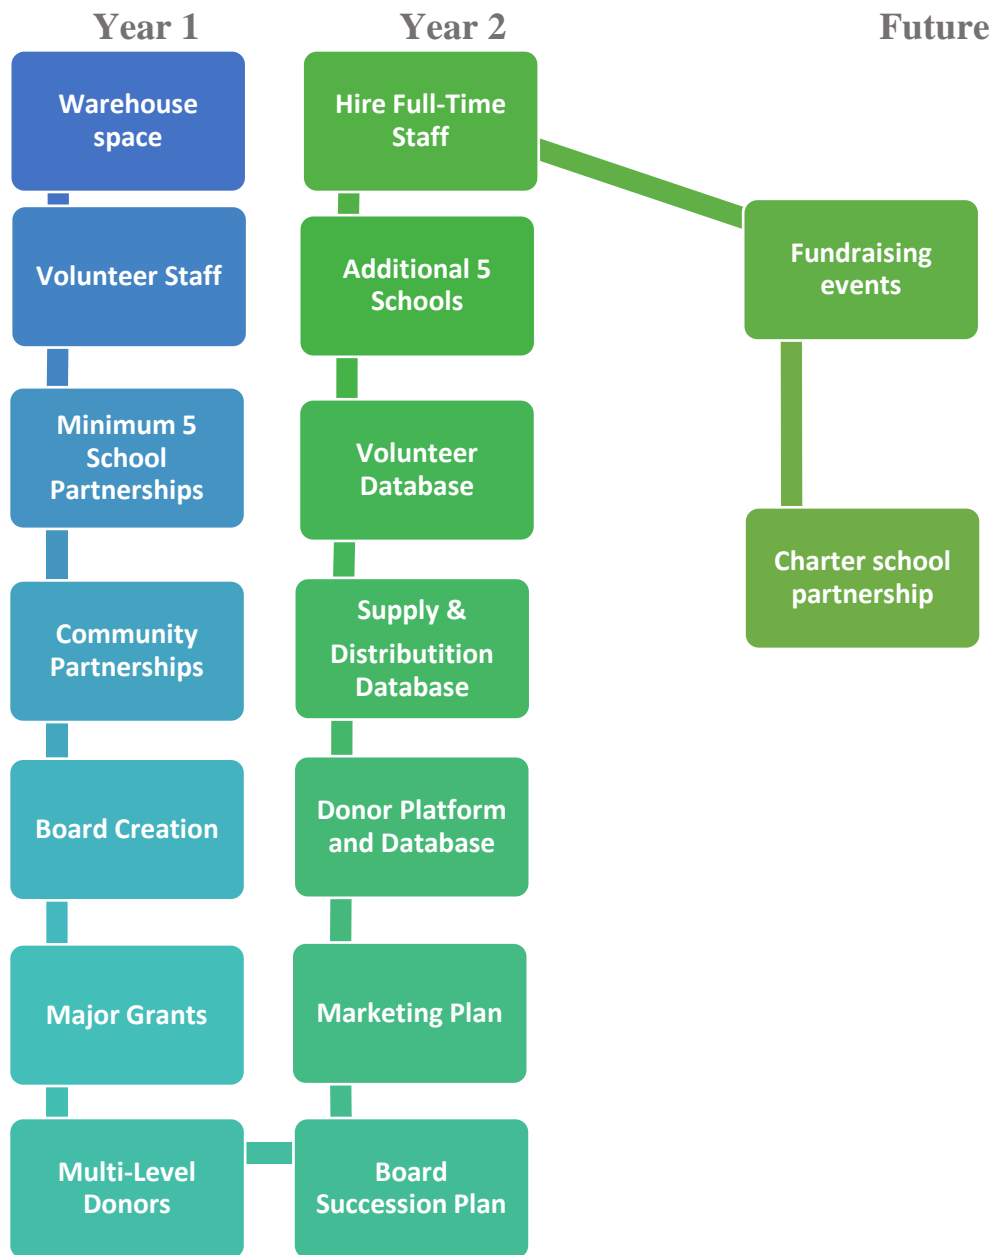 Year 1
Year 2
Future
Warehouse
space
Volunteer Staff
Minimum 5
School
Partnerships
Community
Partnerships
Board Creation
Major Grants
Multi-Level
Donors
Hire Full-Time
Staff
Additional 5
Schools
Volunteer
Database
Supply &
Distributition
Database
Donor Platform
and Database
Marketing Plan
Board
Succession Plan
Fundraising
events
Charter school
partnership